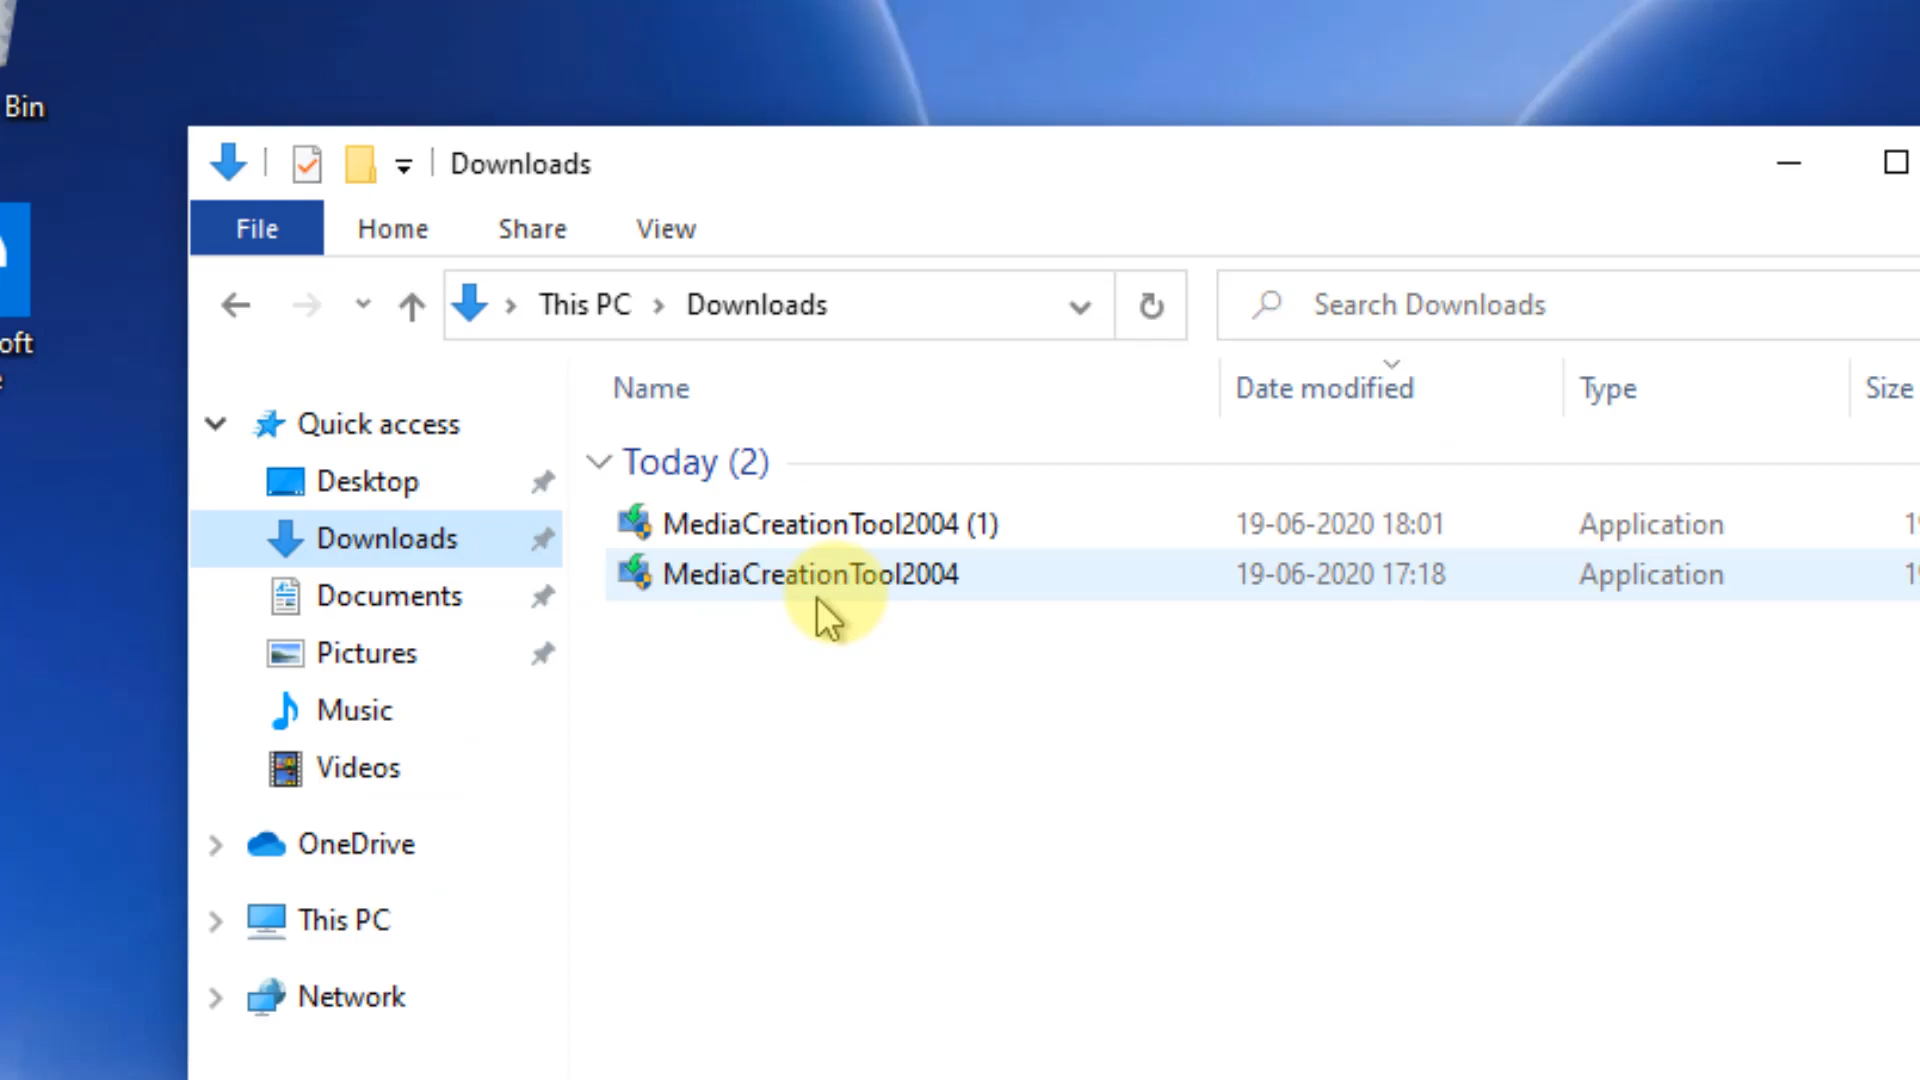 Bin
oft
Downloads
File Home Share View
This PC Downloads
Search Downloads
Name Date modified Type Size
Quick access
Desktop
Downloads
Documents
Pictures
Music
Videos
OneDrive
This PC
Network
Today (2)
MediaCreationTool2004 (1) 19-06-2020 18:01 Application
MediaCreationTool2004 19-06-2020 17:18 Application